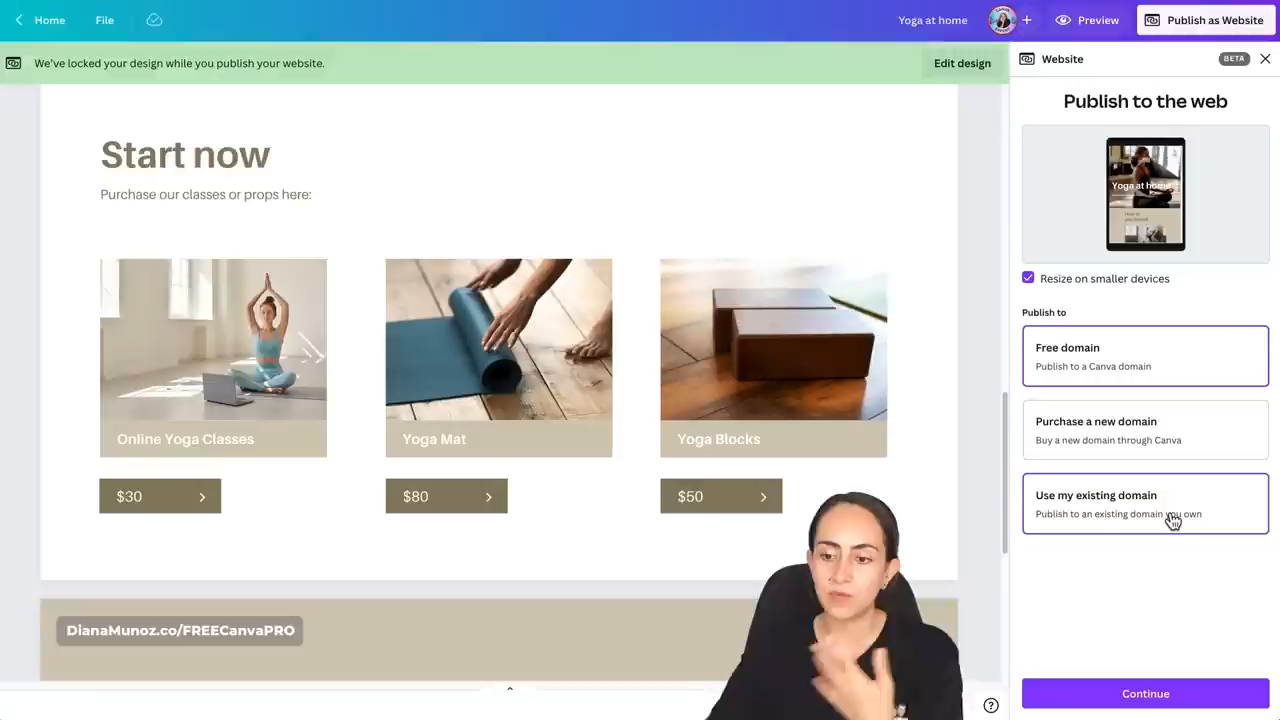 Home
File
Yoga at home
+
Preview
Publish as Website
We've locked your design while you publish your website.
Edit design
Website
BETA
Publish to the web
Yoga at home
Resize on smaller devices
Publish to
Free domain
Publish to a Canva domain
Purchase a new domain
Buy a new domain through Canva
Use my existing domain
Publish to an existing domain you own
Continue
Start now
Purchase our classes or props here:
Online Yoga Classes
Yoga Mat
Yoga Blocks
$30
$80
$50
DianaMunoz.co/FREECanvaPRO
?